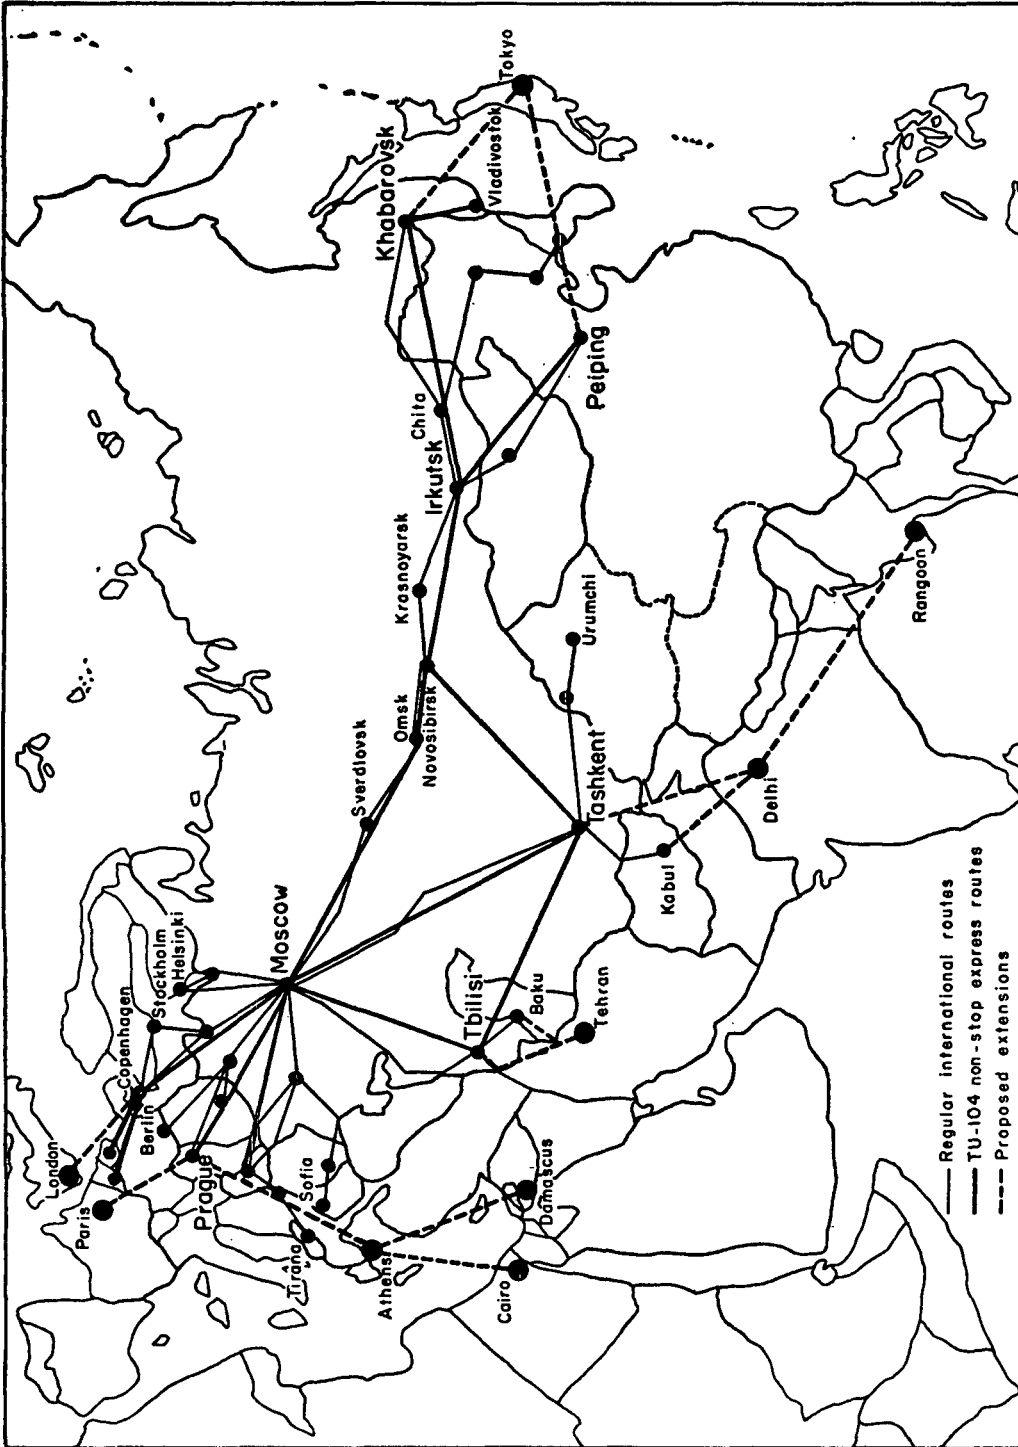 London
Paris
Copenhagen
Stockholm
Helsinki
Berlin
Prague
Moscow
Sofia
Tirana
Athens
Cairo
Damascus
Tbilisi
Baku
Tehran
Sverdlovsk
Omsk
Novosibirsk
Krasnoyarsk
Irkutsk
Chita
Khabarovsk
Vladivostok
Tokyo
Peiping
Urumchi
Tashkent
Kabul
Delhi
Rangoon
Regular international routes
TU-104 non-stop express routes
Proposed extensions